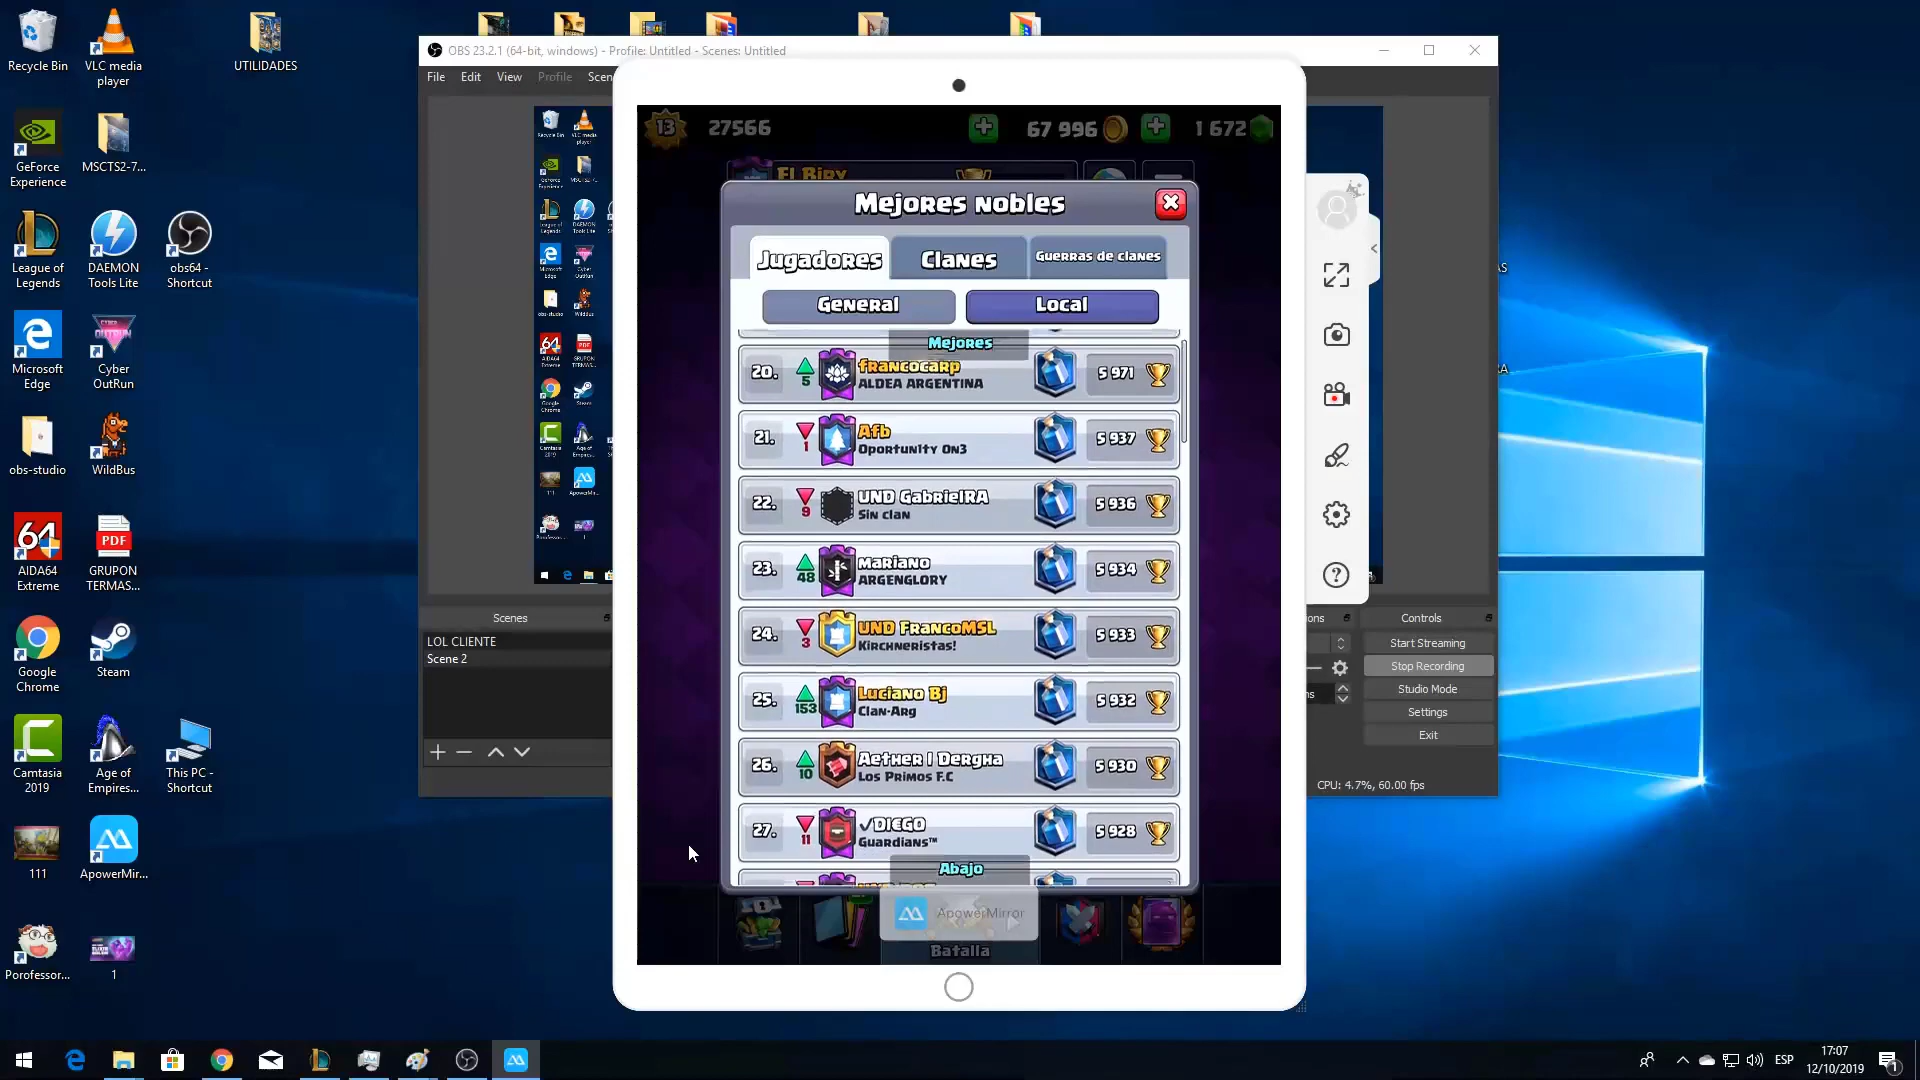 Recycle Bin
VLC media
player
UTILIDADES
GeForce
Experience
MSCTS2-7...
League of
Legends
DAEMON
Tools Lite
obs64 -
Shortcut
Microsoft
Edge
Cyber
OutRun
obs-studio
WildBus
AIDA64
Extreme
GRUPON
TERMAS...
Google
Chrome
Steam
Camtasia
2019
Age of
Empires...
This PC -
Shortcut
111
ApowerMir...
Porofessor...
1
OBS 23.2.1 (64-bit, windows) - Profile: Untitled - Scenes: Untitled
File Edit View Profile Scen
13 27566 67 996 1 672
El Riby
Mejores nobles
Jugadores Clanes Guerras de clanes
General Local
Mejores
20. 5 francocarp 5 971
ALDEA ARGENTINA
21. 1 Afb 5 937
Oportunity On3
22. 9 UND GabrielRA 5 936
Sin clan
23. 48 Mariano 5 934
ARGENGLORY
24. 3 UND FrancoMSL 5 933
Kirchneristas!
25. 153 Luciano Bj 5 932
Clan-Arg
26. 10 Aether | Dergha 5 930
Los Primos F.C
27. 11 ✓DIEGO 5 928
Guardians™
Abajo
ApowerMirror
Batalla
Scenes
LOL CLIENTE
Scene 2
ons
Controls
Start Streaming
Stop Recording
Studio Mode
Settings
Exit
CPU: 4.7%, 60.00 fps
ESP
17:07
12/10/2019
1